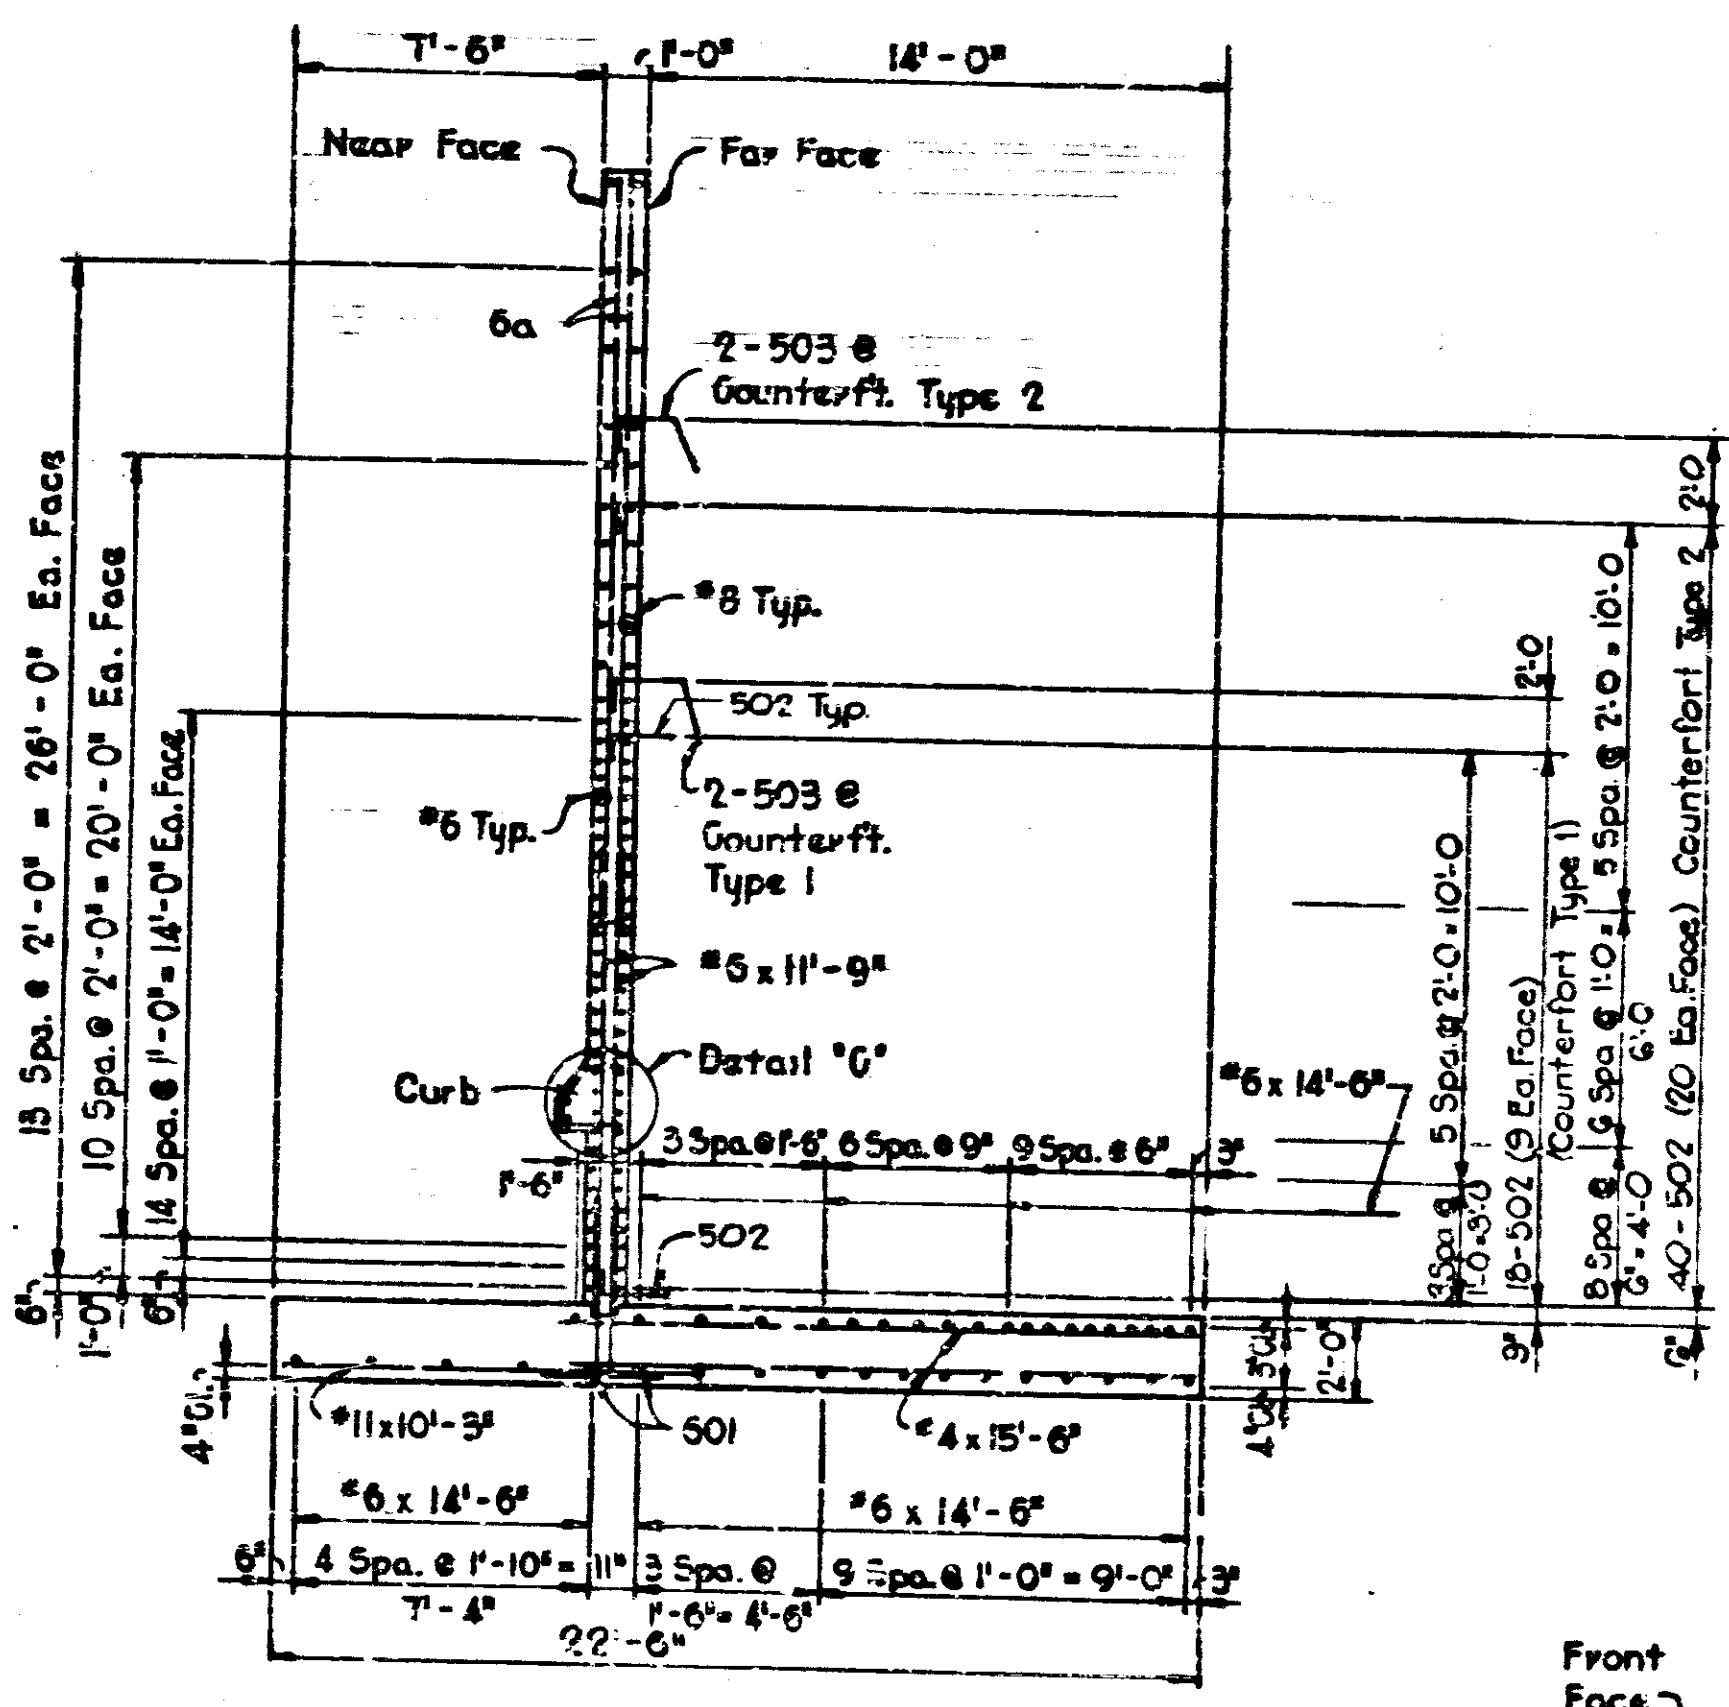 7'-6" 1'-0" 14'-0"
Near Face
Far Face
6a
2-503 @
Counterft. Type 2
#8 Typ.
502 Typ.
2-503 @
Counterft.
Type 1
#6 Typ.
#6 x 11'-9"
Detail "C"
Curb
#6 x 14'-6"
3 Spa. @ 1'-6" 6 Spa. @ 9" 9 Spa. @ 6" 3"
1'-6"
502
13 Spa. @ 2'-0" = 26'-0" Ea. Face
10 Spa. @ 2'-0" = 20'-0" Ea. Face
14 Spa. @ 1'-0" = 14'-0" Ea. Face
6"
1'-0"
6"
4" Cl.
2'-0
5 Spa. @ 2'-0 = 10'-0
3 Spa @
1'-0 = 3'-0
18-502 (9 Ea. Face)
(Counterfort Type 1)
9"
2'-0
5 Spa. @ 2'-0 = 10'-0
6 Spa @ 1'-0 =
6'-0
8 Spa @
6" = 4'-0
40-502 (20 Ea. Face) Counterfort Type 2
6"
3" Cl.
4" Cl.
2'-0"
#11 x 10'-3"
501
#4 x 15'-6"
#6 x 14'-6"
#6 x 14'-6"
6" 4 Spa. @ 1'-10" = 11" 3 Spa. @ 9 Spa. @ 1'-0" = 9'-0" 3"
7'-4" 1'-6" = 4'-6"
22'-6"
Front
Face